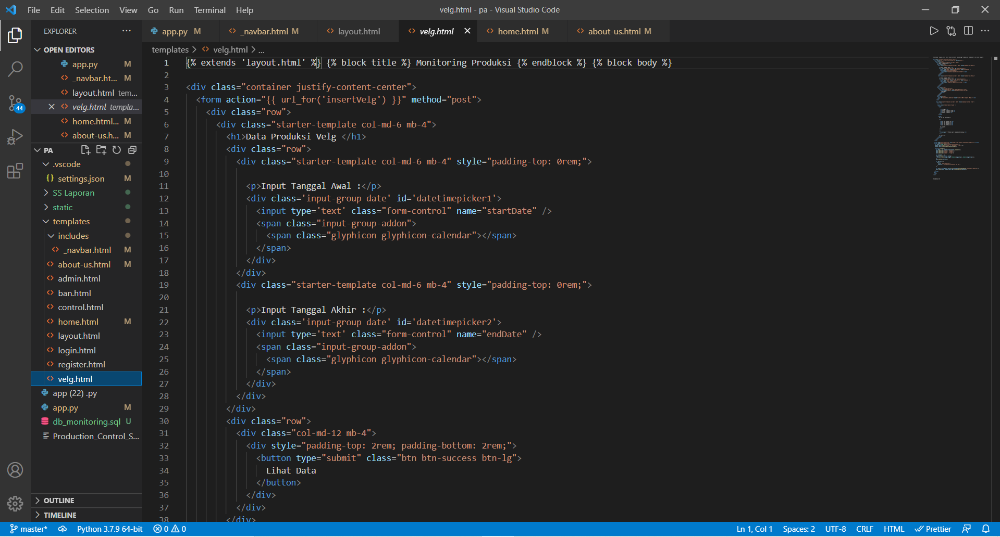 File Edit Selection View Go Run Terminal Help
velg.html - pa - Visual Studio Code
EXPLORER
app.py M
_navbar.html M
layout.html
velg.html
home.html M
about-us.html M
templates > velg.html > ...
OPEN EDITORS
app.py M
_navbar.ht... M
layout.html tem...
velg.html templa...
home.html... M
about-us.h... M
PA
.vscode
settings.json M
SS Laporan
static
templates
includes
_navbar.html M
about-us.html M
admin.html
ban.html
control.html
home.html M
layout.html
login.html
register.html
velg.html
app (22) .py
app.py M
db_monitoring.sql U
Production_Control_S...
OUTLINE
TIMELINE
44
1 {% extends 'layout.html' %} {% block title %} Monitoring Produksi {% endblock %} {% block body %}
2
3 <div class="container justify-content-center">
4 <form action="{{ url_for('insertVelg') }}" method="post">
5 <div class="row">
6 <div class="starter-template col-md-6 mb-4">
7 <h1>Data Produksi Velg </h1>
8 <div class="row">
9 <div class="starter-template col-md-6 mb-4" style="padding-top: 0rem;">
10
11 <p>Input Tanggal Awal :</p>
12 <div class='input-group date' id='datetimepicker1'>
13 <input type='text' class="form-control" name="startDate" />
14 <span class="input-group-addon">
15 <span class="glyphicon glyphicon-calendar"></span>
16 </span>
17 </div>
18 </div>
19 <div class="starter-template col-md-6 mb-4" style="padding-top: 0rem;">
20
21 <p>Input Tanggal Akhir :</p>
22 <div class='input-group date' id='datetimepicker2'>
23 <input type='text' class="form-control" name="endDate" />
24 <span class="input-group-addon">
25 <span class="glyphicon glyphicon-calendar"></span>
26 </span>
27 </div>
28 </div>
29 </div>
30 <div class="row">
31 <div class="col-md-12 mb-4">
32 <div style="padding-top: 2rem; padding-bottom: 2rem;">
33 <button type="submit" class="btn btn-success btn-lg">
34 Lihat Data
35 </button>
36 </div>
37 </div>
38 </div>
master* Python 3.7.9 64-bit 0 0 Ln 1, Col 1 Spaces: 2 UTF-8 CRLF HTML Prettier